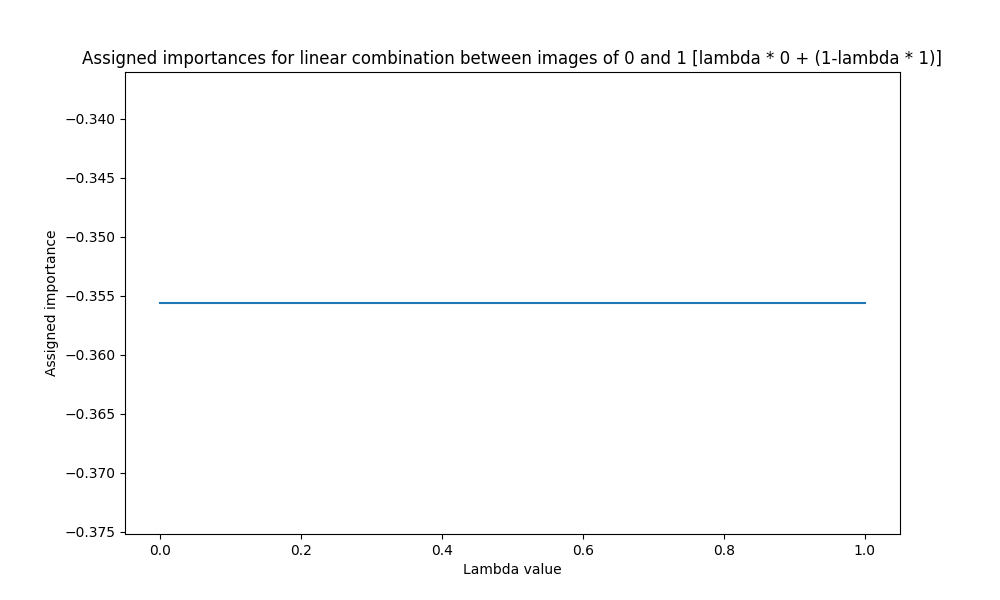 Assigned importances for linear combination between images of 0 and 1 [lambda * 0 + (1-lambda * 1)]
−0.340
−0.345
−0.350
−0.355
−0.360
−0.365
−0.370
−0.375
Assigned importance
0.0 0.2 0.4 0.6 0.8 1.0
Lambda value